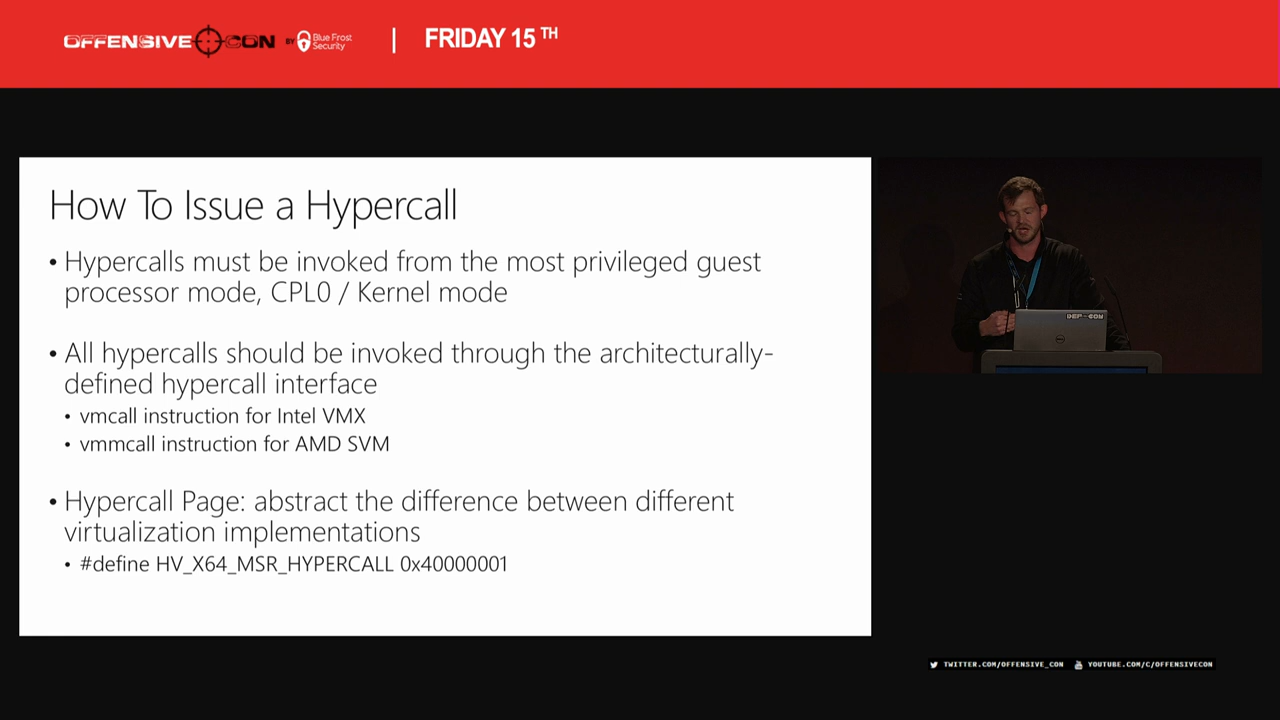 OFFENSIVE CON BY Blue Frost Security | FRIDAY 15 TH
How To Issue a Hypercall
• Hypercalls must be invoked from the most privileged guest
processor mode, CPL0 / Kernel mode
• All hypercalls should be invoked through the architecturally-
defined hypercall interface
• vmcall instruction for Intel VMX
• vmmcall instruction for AMD SVM
• Hypercall Page: abstract the difference between different
virtualization implementations
• #define HV_X64_MSR_HYPERCALL 0x40000001
DEF-CON
DELL
TWITTER.COM/OFFENSIVE_CON YOUTUBE.COM/C/OFFENSIVECON